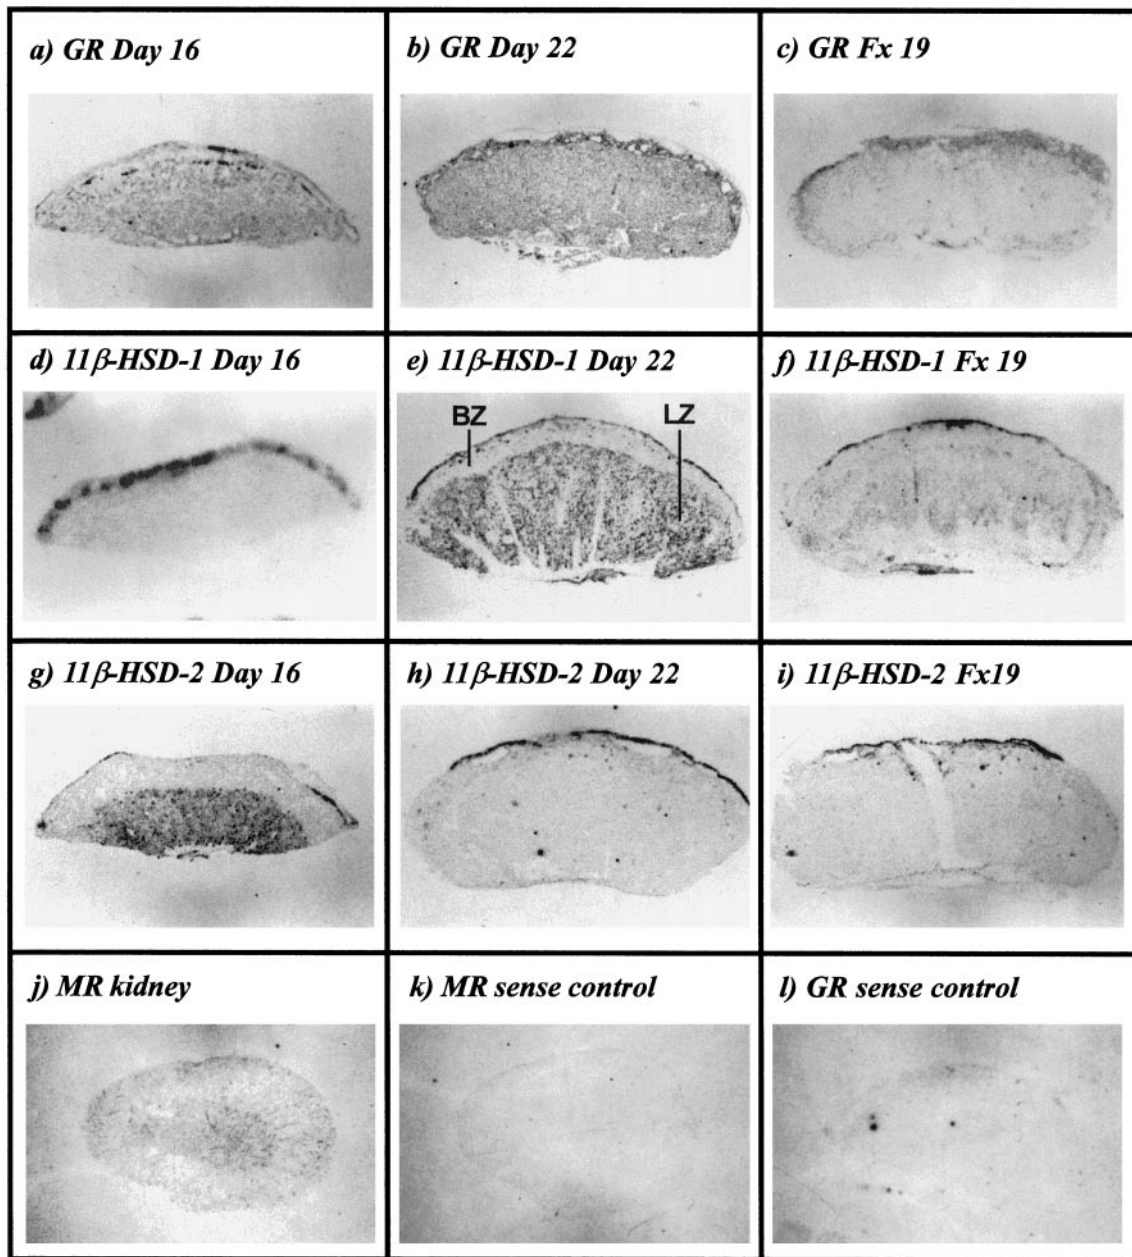 a) GR Day 16
b) GR Day 22
c) GR Fx 19
d) 11β-HSD-1 Day 16
e) 11β-HSD-1 Day 22
f) 11β-HSD-1 Fx 19
BZ
LZ
g) 11β-HSD-2 Day 16
h) 11β-HSD-2 Day 22
i) 11β-HSD-2 Fx19
j) MR kidney
k) MR sense control
l) GR sense control